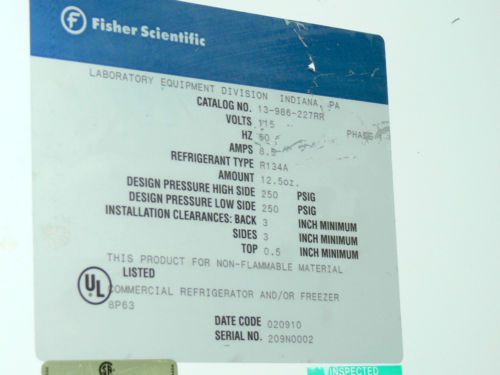 Fisher Scientific
LABORATORY EQUIPMENT DIVISION INDIANA, PA
CATALOG NO. 13-986-227RR
VOLTS 115
HZ 60 PHASE
AMPS 8.5
REFRIGERANT TYPE R134A
AMOUNT 12.5oz.
DESIGN PRESSURE HIGH SIDE 250 PSIG
DESIGN PRESSURE LOW SIDE 250 PSIG
INSTALLATION CLEARANCES: BACK 3 INCH MINIMUM
SIDES 3 INCH MINIMUM
TOP 0.5 INCH MINIMUM
THIS PRODUCT FOR NON-FLAMMABLE MATERIAL
UL LISTED
COMMERCIAL REFRIGERATOR AND/OR FREEZER
8P63
DATE CODE 020910
SERIAL NO. 209N0002
INSPECTED